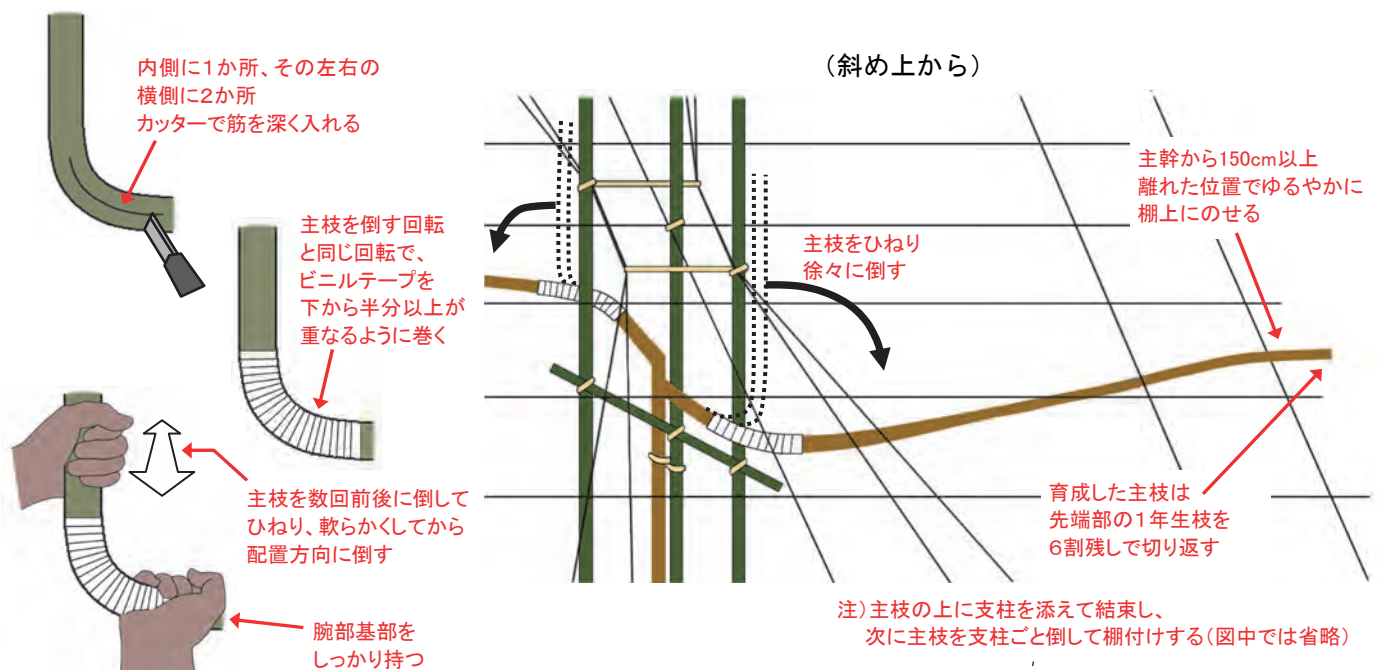 内側に1か所、その左右の
横側に2か所
カッターで筋を深く入れる
主枝を倒す回転
と同じ回転で、
ビニルテープを
下から半分以上が
重なるように巻く
主枝を数回前後に倒して
ひねり、軟らかくしてから
配置方向に倒す
腕部基部を
しっかり持つ
(斜め上から)
主枝をひねり
徐々に倒す
主幹から150cm以上
離れた位置でゆるやかに
棚上にのせる
育成した主枝は
先端部の1年生枝を
6割残しで切り返す
注)主枝の上に支柱を添えて結束し、
次に主枝を支柱ごと倒して棚付けする(図中では省略)